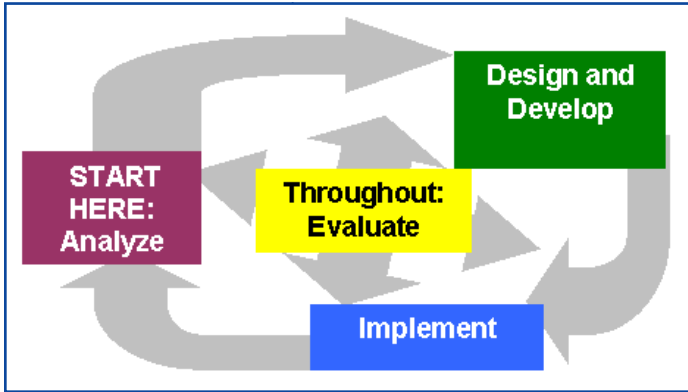 Design and
Develop
START
HERE:
Analyze
Throughout:
Evaluate
Implement